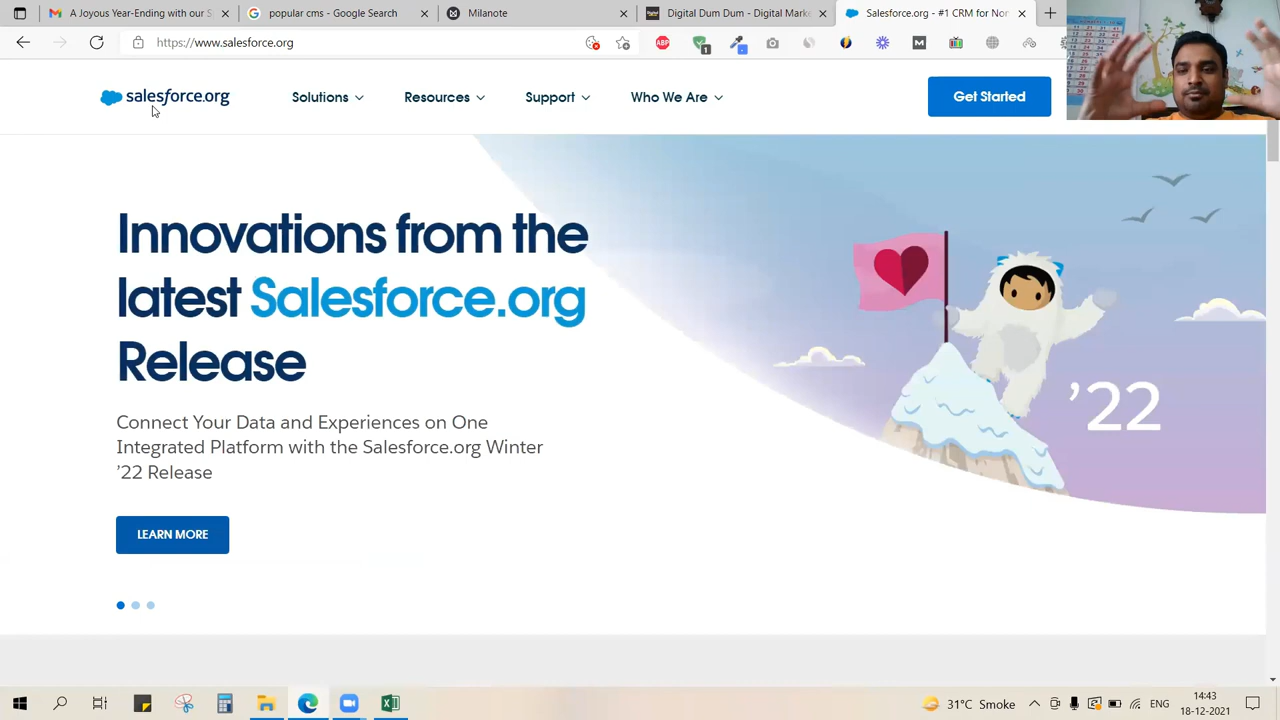 A Joyous Year-Ending with our S
popular crms - Google Search
Milanote
Digital Dum Dum - Digital Mark
Salesforce.org - #1 CRM for Nor
https://www.salesforce.org
ABP
1
M
salesforce.org
Solutions
Resources
Support
Who We Are
Get Started
Innovations from the
latest Salesforce.org
Release
Connect Your Data and Experiences on One
Integrated Platform with the Salesforce.org Winter
’22 Release
LEARN MORE
’22
31°C Smoke
ENG
14:43
18-12-2021